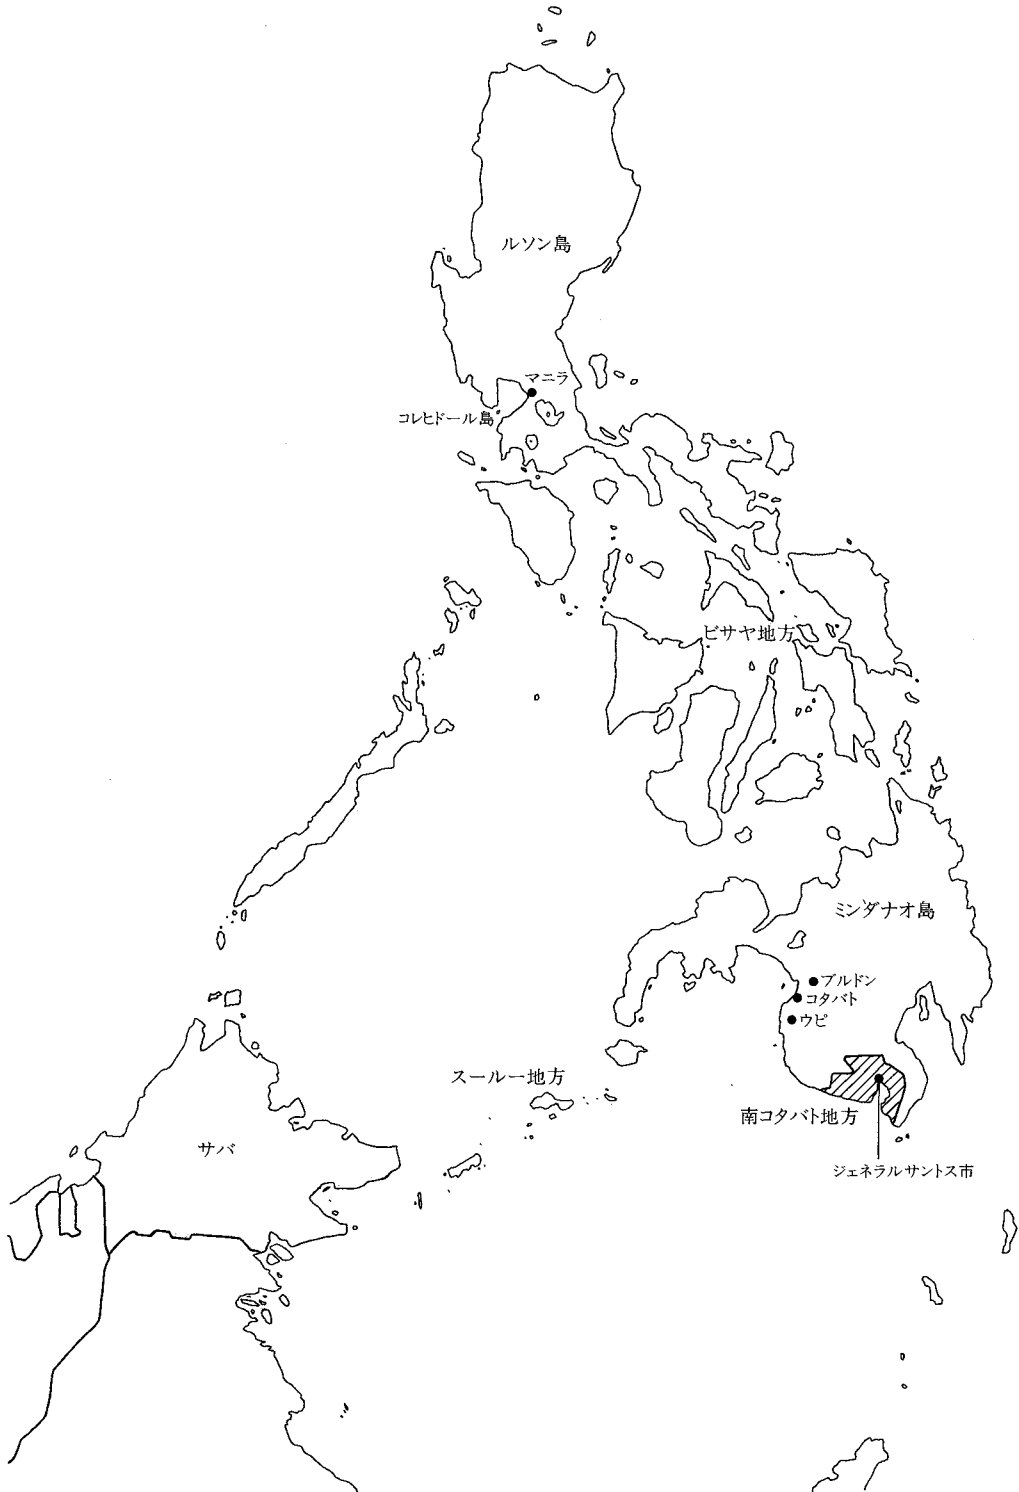 ルソン島
マニラ
コレヒドール島
ビサヤ地方
ミンダナオ島
ブルドン
コタバト
ウピ
スールー地方
南コタバト地方
サバ
ジェネラルサントス市